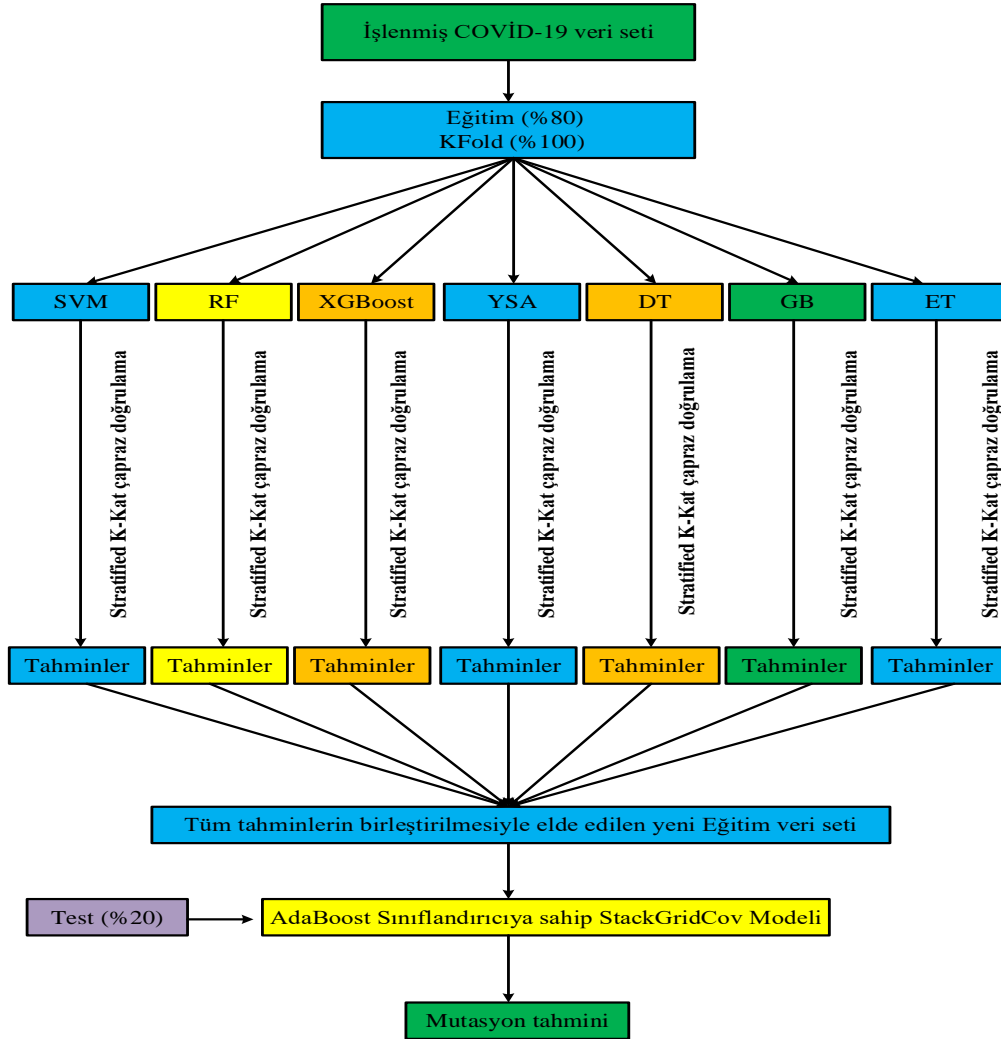 İşlenmiş COVİD-19 veri seti
Eğitim (%80)
KFold (%100)
SVM
RF
XGBoost
YSA
DT
GB
ET
Stratified K-Kat çapraz doğrulama
Stratified K-Kat çapraz doğrulama
Stratified K-Kat çapraz doğrulama
Stratified K-Kat çapraz doğrulama
Stratified K-Kat çapraz doğrulama
Stratified K-Kat çapraz doğrulama
Stratified K-Kat çapraz doğrulama
Tahminler
Tahminler
Tahminler
Tahminler
Tahminler
Tahminler
Tahminler
Tüm tahminlerin birleştirilmesiyle elde edilen yeni Eğitim veri seti
Test (%20)
AdaBoost Sınıflandırıcıya sahip StackGridCov Modeli
Mutasyon tahmini